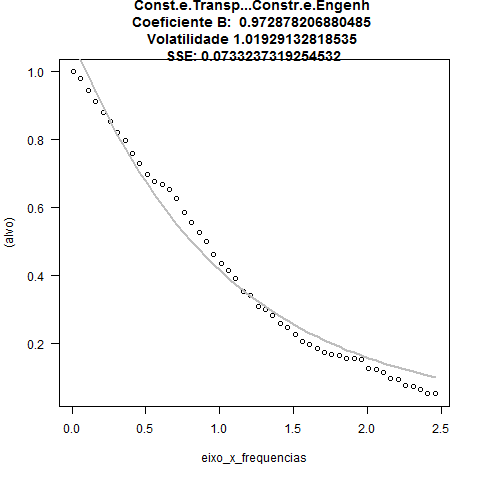 Const.e.Transp...Constr.e.Engenh
Coeficiente B:  0.972878206880485
Volatilidade 1.01929132818535
SSE: 0.0733237319254532
(alvo)
1.0
0.8
0.6
0.4
0.2
0.0 0.5 1.0 1.5 2.0 2.5
eixo_x_frequencias